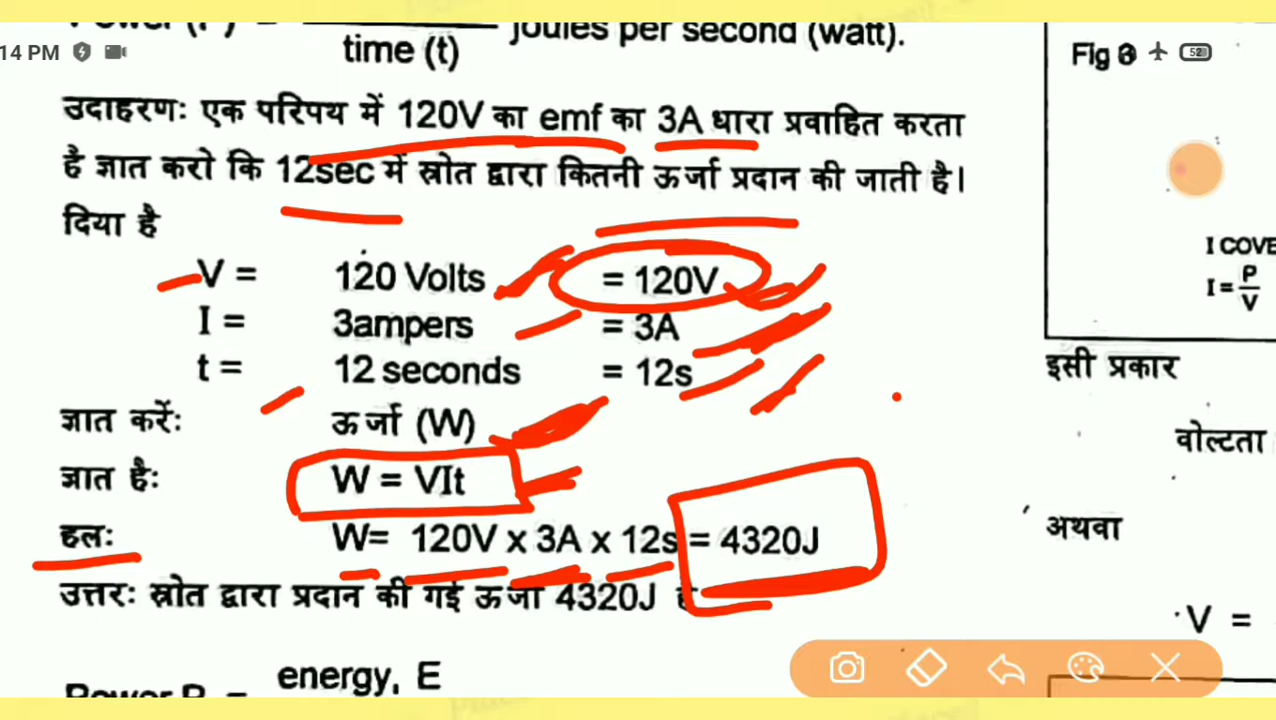 time (t)
joules per second (watt).
14 PM
52
Fig 6
उदाहरणः एक परिपथ में 120V का emf का 3A धारा प्रवाहित करता
है ज्ञात करो कि 12sec में स्रोत द्वारा कितनी ऊर्जा प्रदान की जाती है।
दिया है
V = 120 Volts = 120V
I = 3ampers = 3A
t = 12 seconds = 12s
ज्ञात करेंः ऊर्जा (W)
ज्ञात हैः W = VIt
हलः W= 120V x 3A x 12s = 4320J
उत्तरः स्रोत द्वारा प्रदान की गई ऊर्जा 4320J
energy, E
I COVE
I = P
V
इसी प्रकार
वोल्टता
अथवा
V =